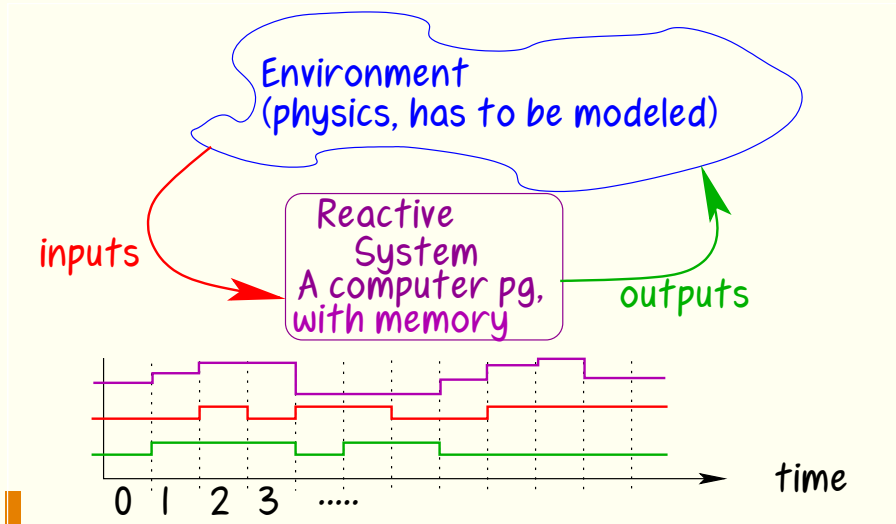 Environment
(physics, has to be modeled)
Reactive
System
A computer pg,
with memory
inputs
outputs
0 1 2 3 .....
time